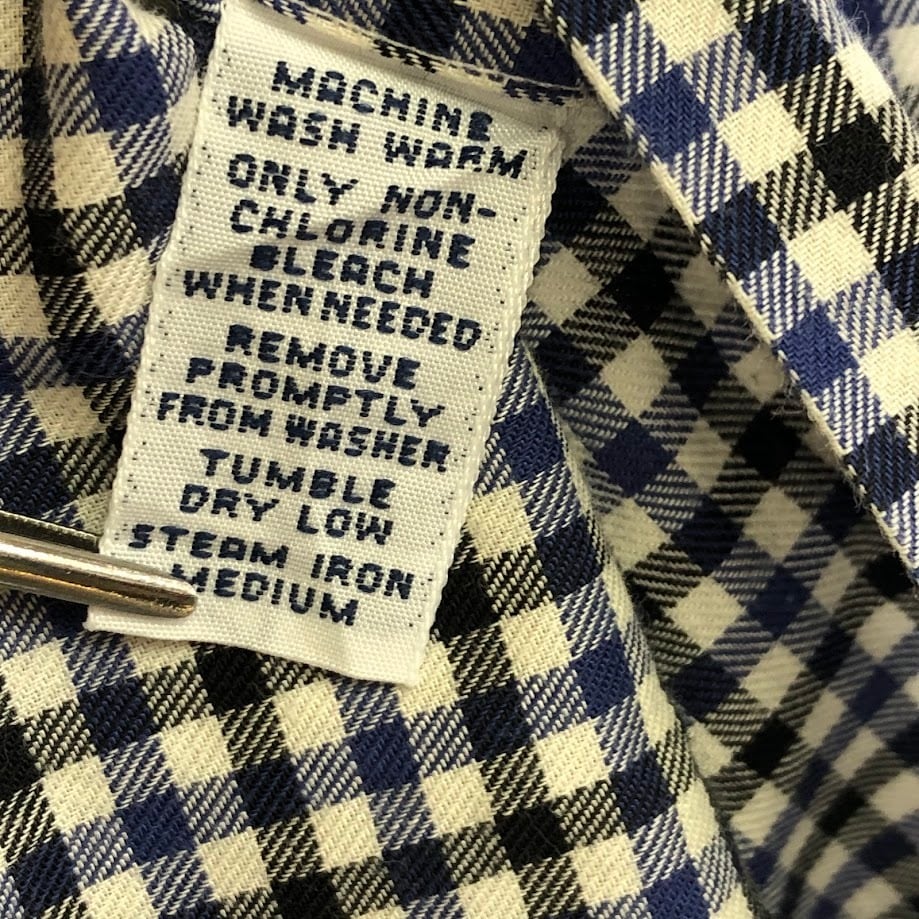 MACHINE
WASH WARM
ONLY NON-
CHLORINE
BLEACH
WHEN NEEDED
REMOVE
PROMPTLY
FROM WASHER
TUMBLE
DRY LOW
STEAM IRON
MEDIUM